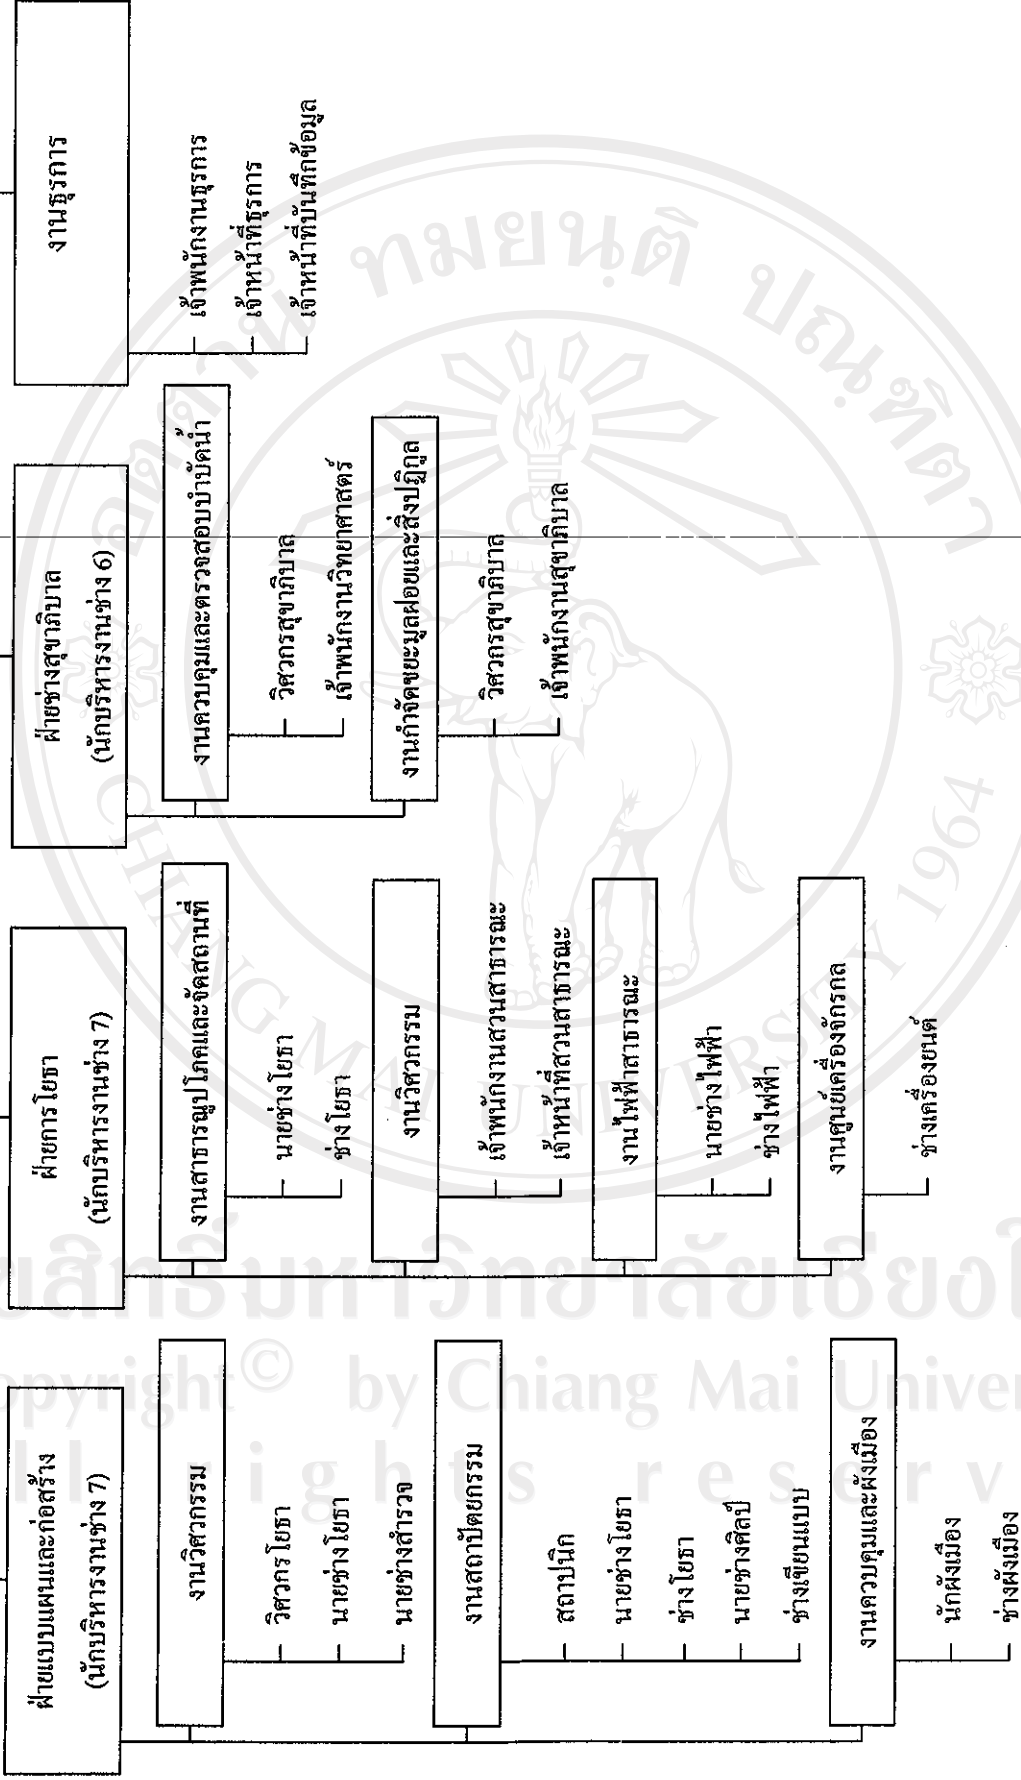 ฝ่ายแบบแผนและก่อสร้าง
(นักบริหารงานช่าง 7)
งานวิศวกรรม
วิศวกรโยธา
นายช่างโยธา
นายช่างสำรวจ
งานสถาปัตยกรรม
สถาปนิก
นายช่างโยธา
ช่างโยธา
นายช่างศิลป์
ช่างเขียนแบบ
งานควบคุมและผังเมือง
นักผังเมือง
ช่างผังเมือง
ฝ่ายการโยธา
(นักบริหารงานช่าง 7)
งานสาธารณูปโภคและจัดสถานที่
นายช่างโยธา
ช่างโยธา
งานวิศวกรรม
เจ้าพนักงานสวนสาธารณะ
เจ้าหน้าที่สวนสาธารณะ
งานไฟฟ้าสาธารณะ
นายช่างไฟฟ้า
ช่างไฟฟ้า
งานศูนย์เครื่องจักรกล
ช่างเครื่องยนต์
ฝ่ายช่างสุขาภิบาล
(นักบริหารงานช่าง 6)
งานควบคุมและตรวจสอบบำบัดน้ำ
วิศวกรสุขาภิบาล
เจ้าพนักงานวิทยาศาสตร์
งานกำจัดขยะมูลฝอยและสิ่งปฏิกูล
วิศวกรสุขาภิบาล
เจ้าพนักงานสุขาภิบาล
งานธุรการ
เจ้าพนักงานธุรการ
เจ้าหน้าที่ธุรการ
เจ้าหน้าที่บันทึกข้อมูล
CHIANG MAI UNIVERSITY 1964
by Chiang Mai
rights